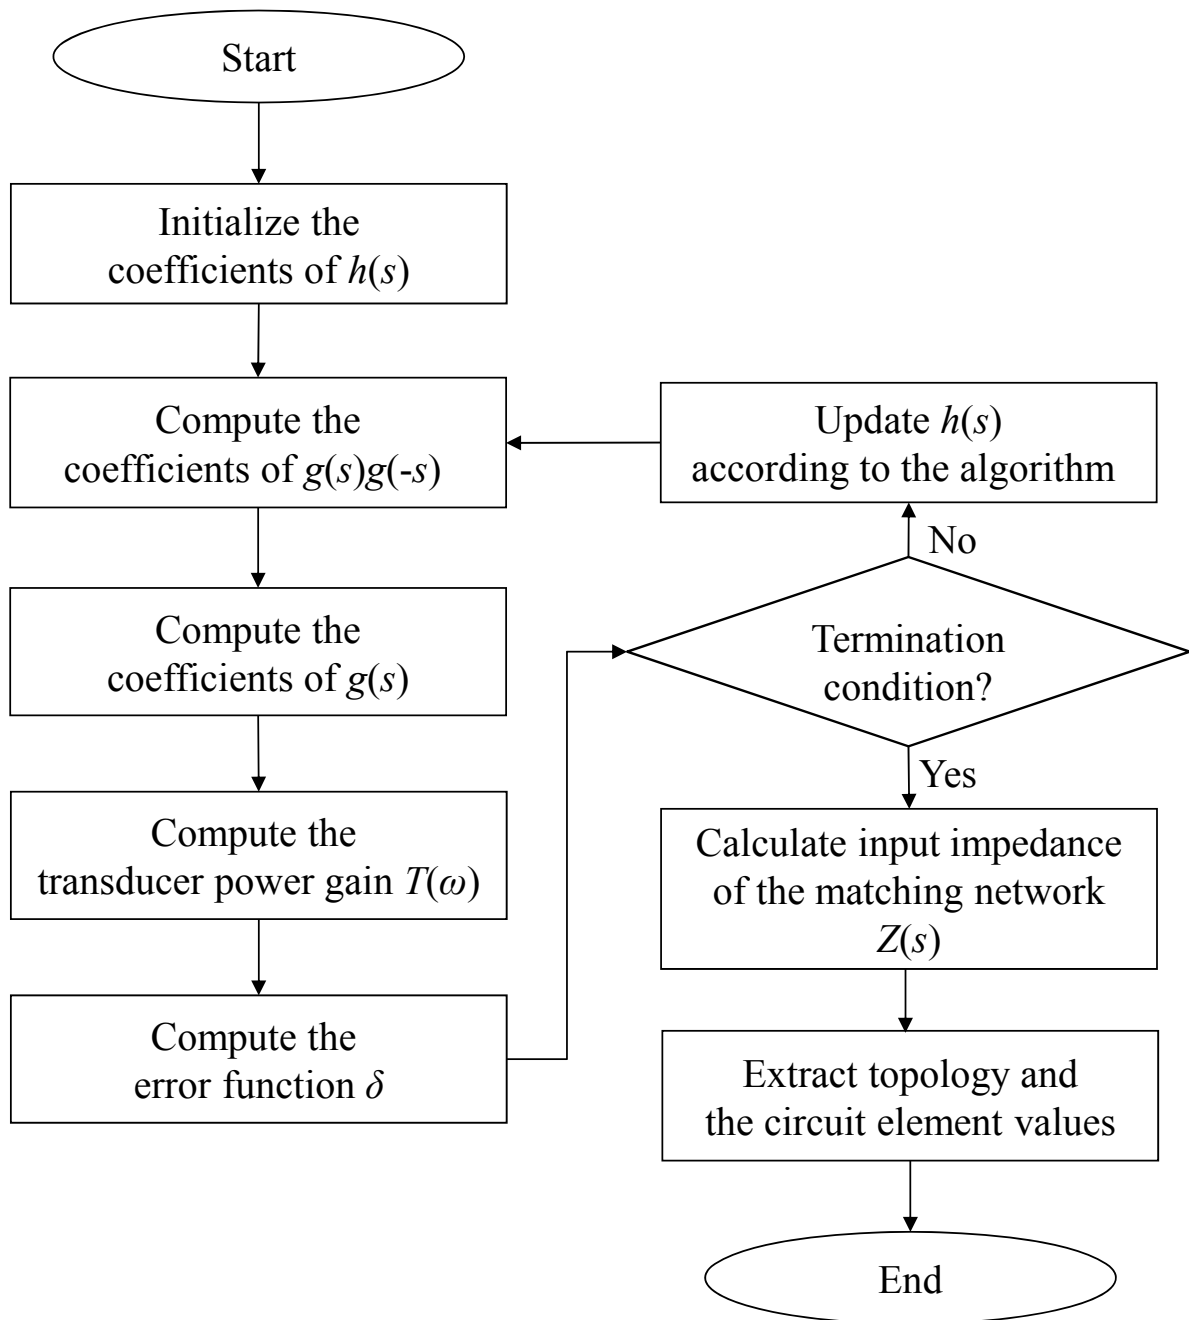 Start
Initialize the
coefficients of h(s)
Compute the
coefficients of g(s)g(-s)
Compute the
coefficients of g(s)
Compute the
transducer power gain T(ω)
Compute the
error function δ
Update h(s)
according to the algorithm
No
Termination
condition?
Yes
Calculate input impedance
of the matching network
Z(s)
Extract topology and
the circuit element values
End